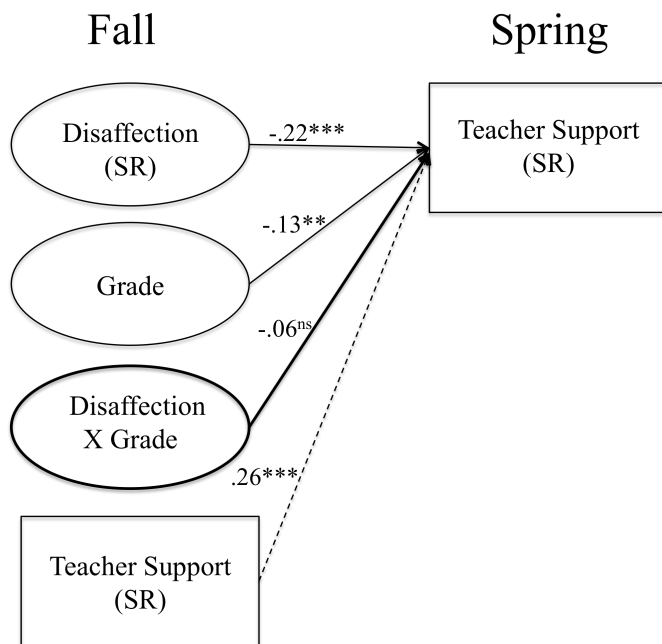 Fall
Spring
Disaffection
(SR)
-.22***
Teacher Support
(SR)
-.13**
Grade
-.06ns
Disaffection
X Grade
.26***
Teacher Support
(SR)